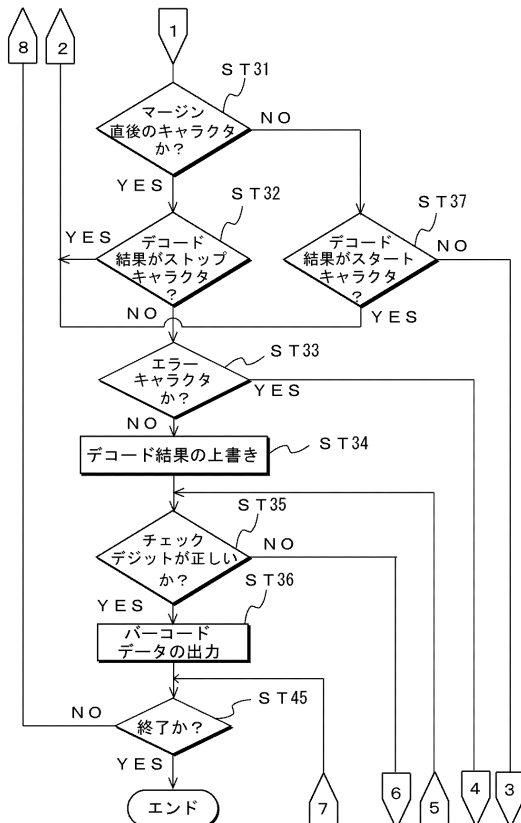 8
2
1
ST31
マージン
直後のキャラクタ
か？
NO
YES
ST32
ST37
YES
デコード
結果がストップ
キャラクタ
？
デコード
結果がスタート
キャラクタ
？
NO
NO
YES
ST33
エラー
キャラクタ
か？
YES
NO
ST34
デコード結果の上書き
ST35
チェック
デジットが正しい
か？
NO
YES
ST36
バーコード
データの出力
NO
ST45
終了か？
YES
エンド
7
6
5
4
3